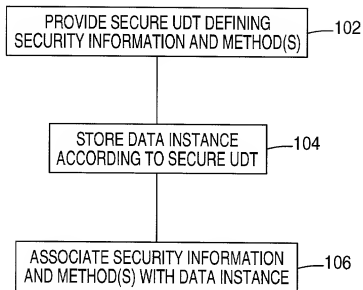 PROVIDE SECURE UDT DEFINING
SECURITY INFORMATION AND METHOD(S)
102
STORE DATA INSTANCE
ACCORDING TO SECURE UDT
104
ASSOCIATE SECURITY INFORMATION
AND METHOD(S) WITH DATA INSTANCE
106